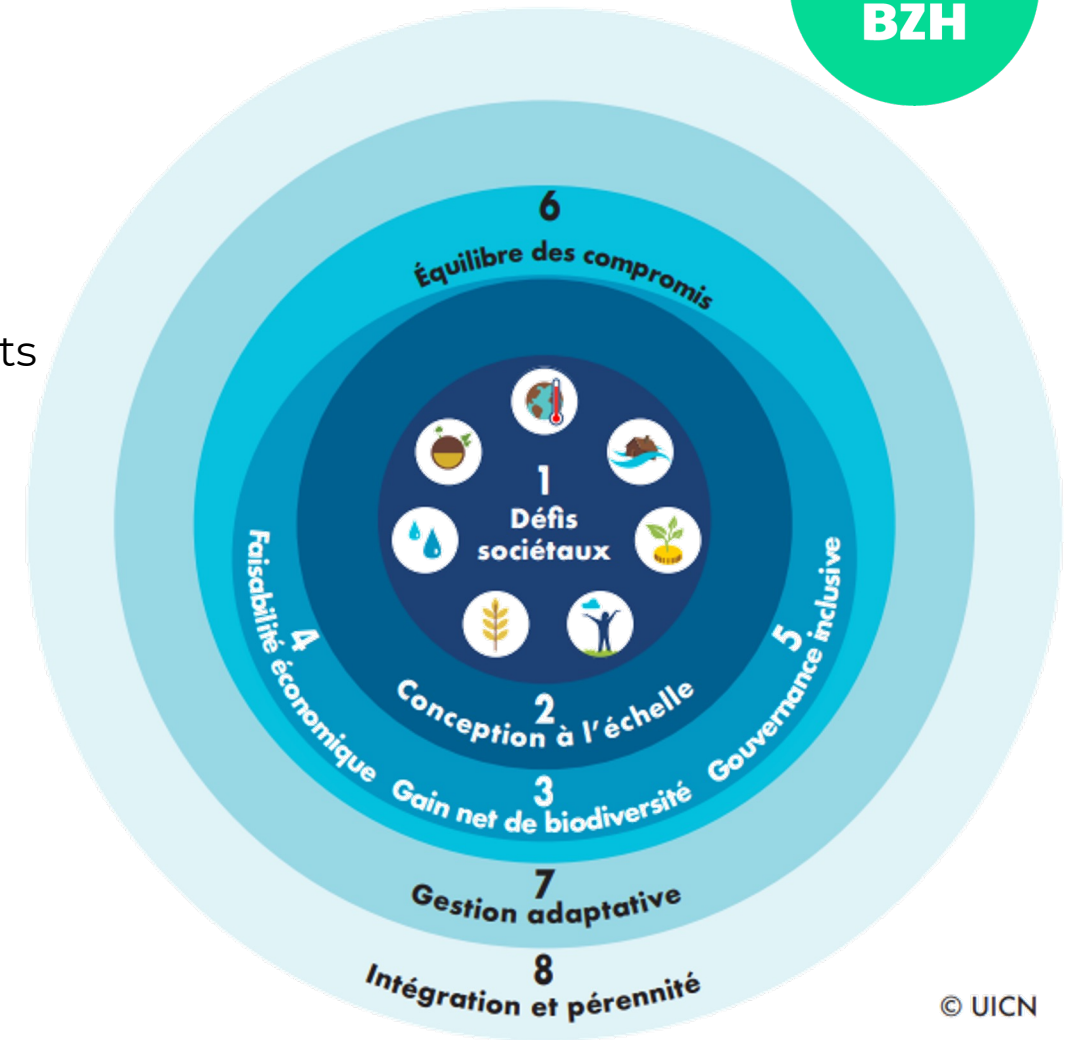 BZH
ts
6
Équilibre des compromis
1
Défis
sociétaux
2
Conception à l'échelle
4
Faisabilité économique
3
Gain net de biodiversité
5
Gouvernance inclusive
7
Gestion adaptative
8
Intégration et pérennité
© UICN